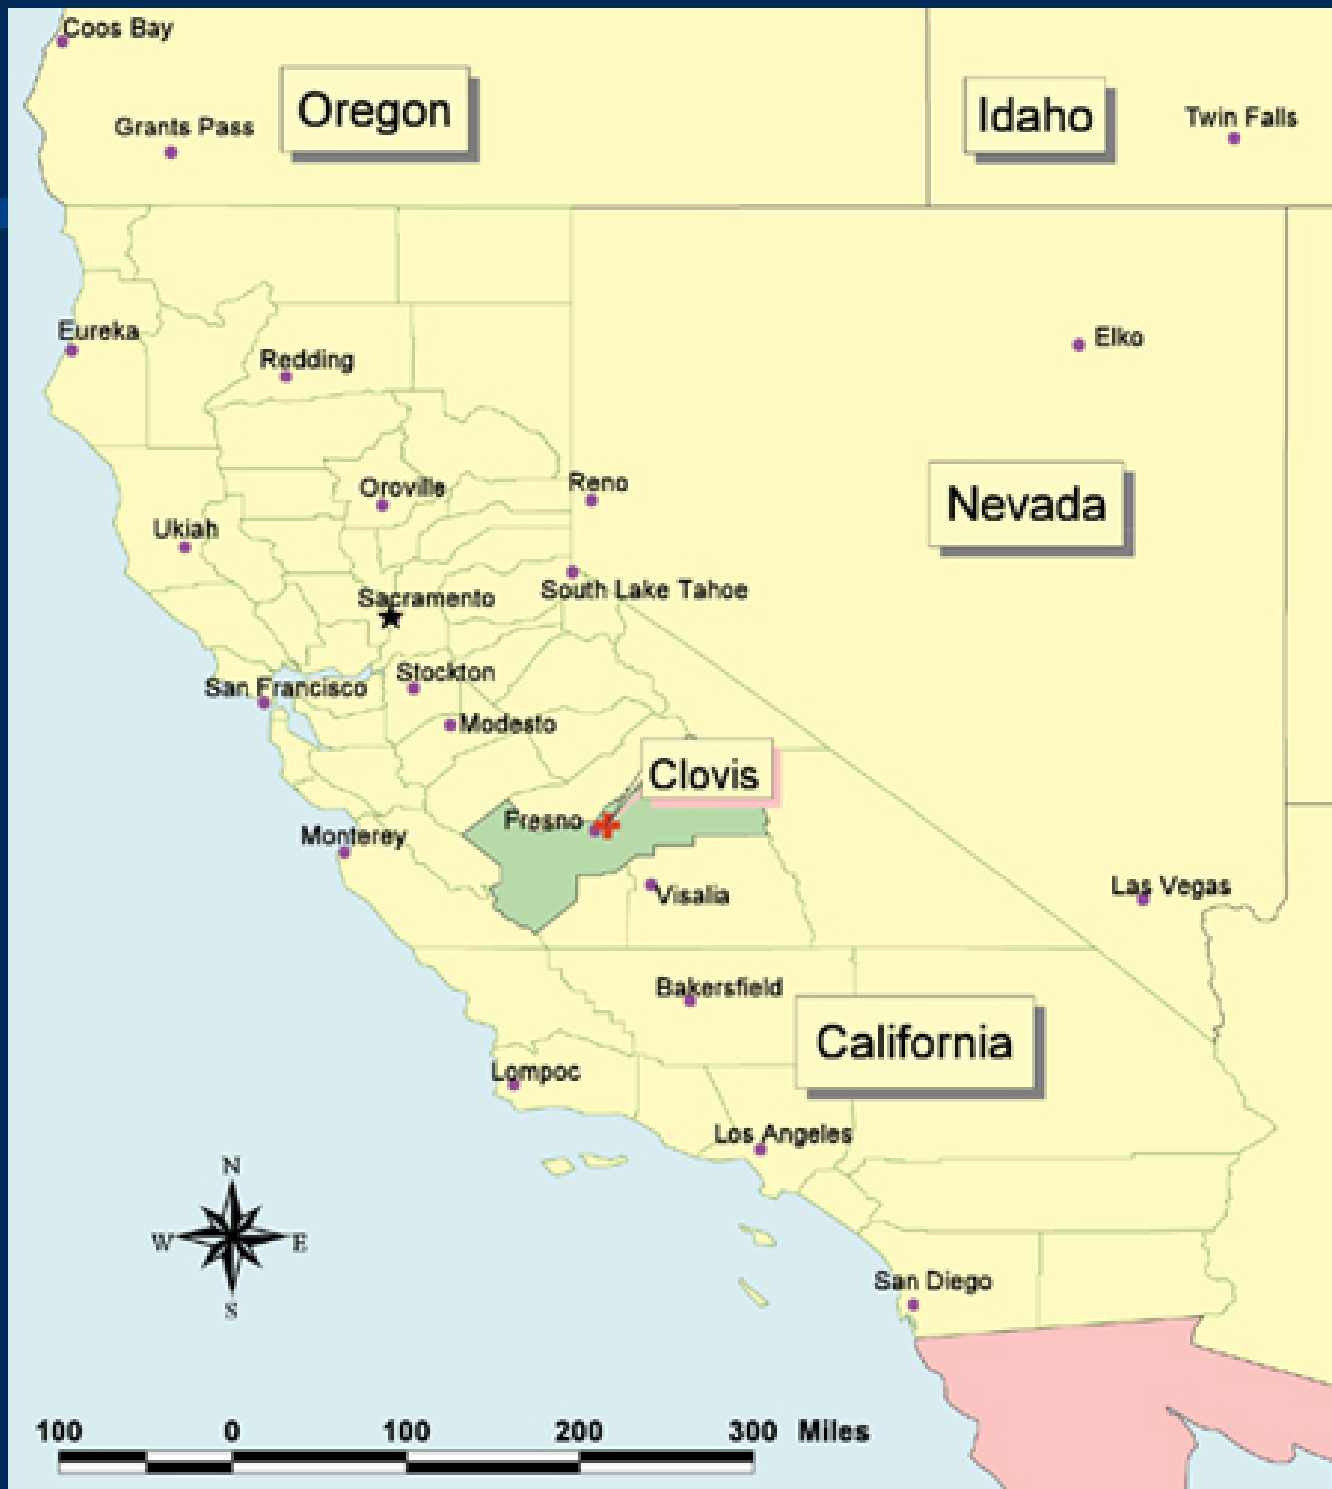 Coos Bay
Oregon
Idaho
Twin Falls
Grants Pass
Eureka
Elko
Redding
Reno
Oroville
Nevada
Ukiah
South Lake Tahoe
Sacramento
Stockton
San Francisco
Modesto
Clovis
Fresno
Monterey
Las Vegas
Visalia
Bakersfield
California
Lompoc
Los Angeles
N
W E
S
San Diego
100 0 100 200 300 Miles